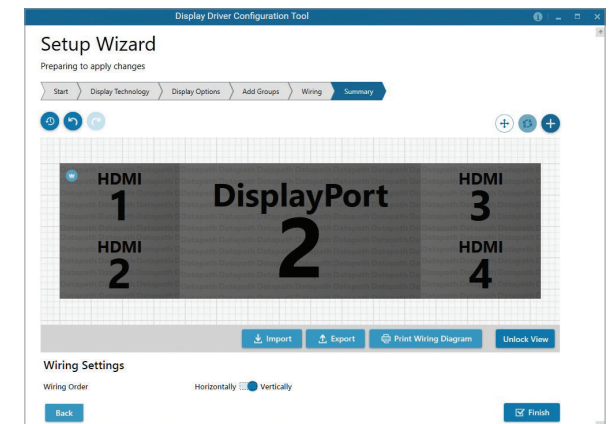 Display Driver Configuration Tool
Setup Wizard
Preparing to apply changes
Start Display Technology Display Options Add Groups Wiring Summary
W
HDMI
1
HDMI
2
DisplayPort
2
HDMI
3
HDMI
4
Import Export Print Wiring Diagram Unlock View
Wiring Settings
Wiring Order Horizontally Vertically
Back Finish